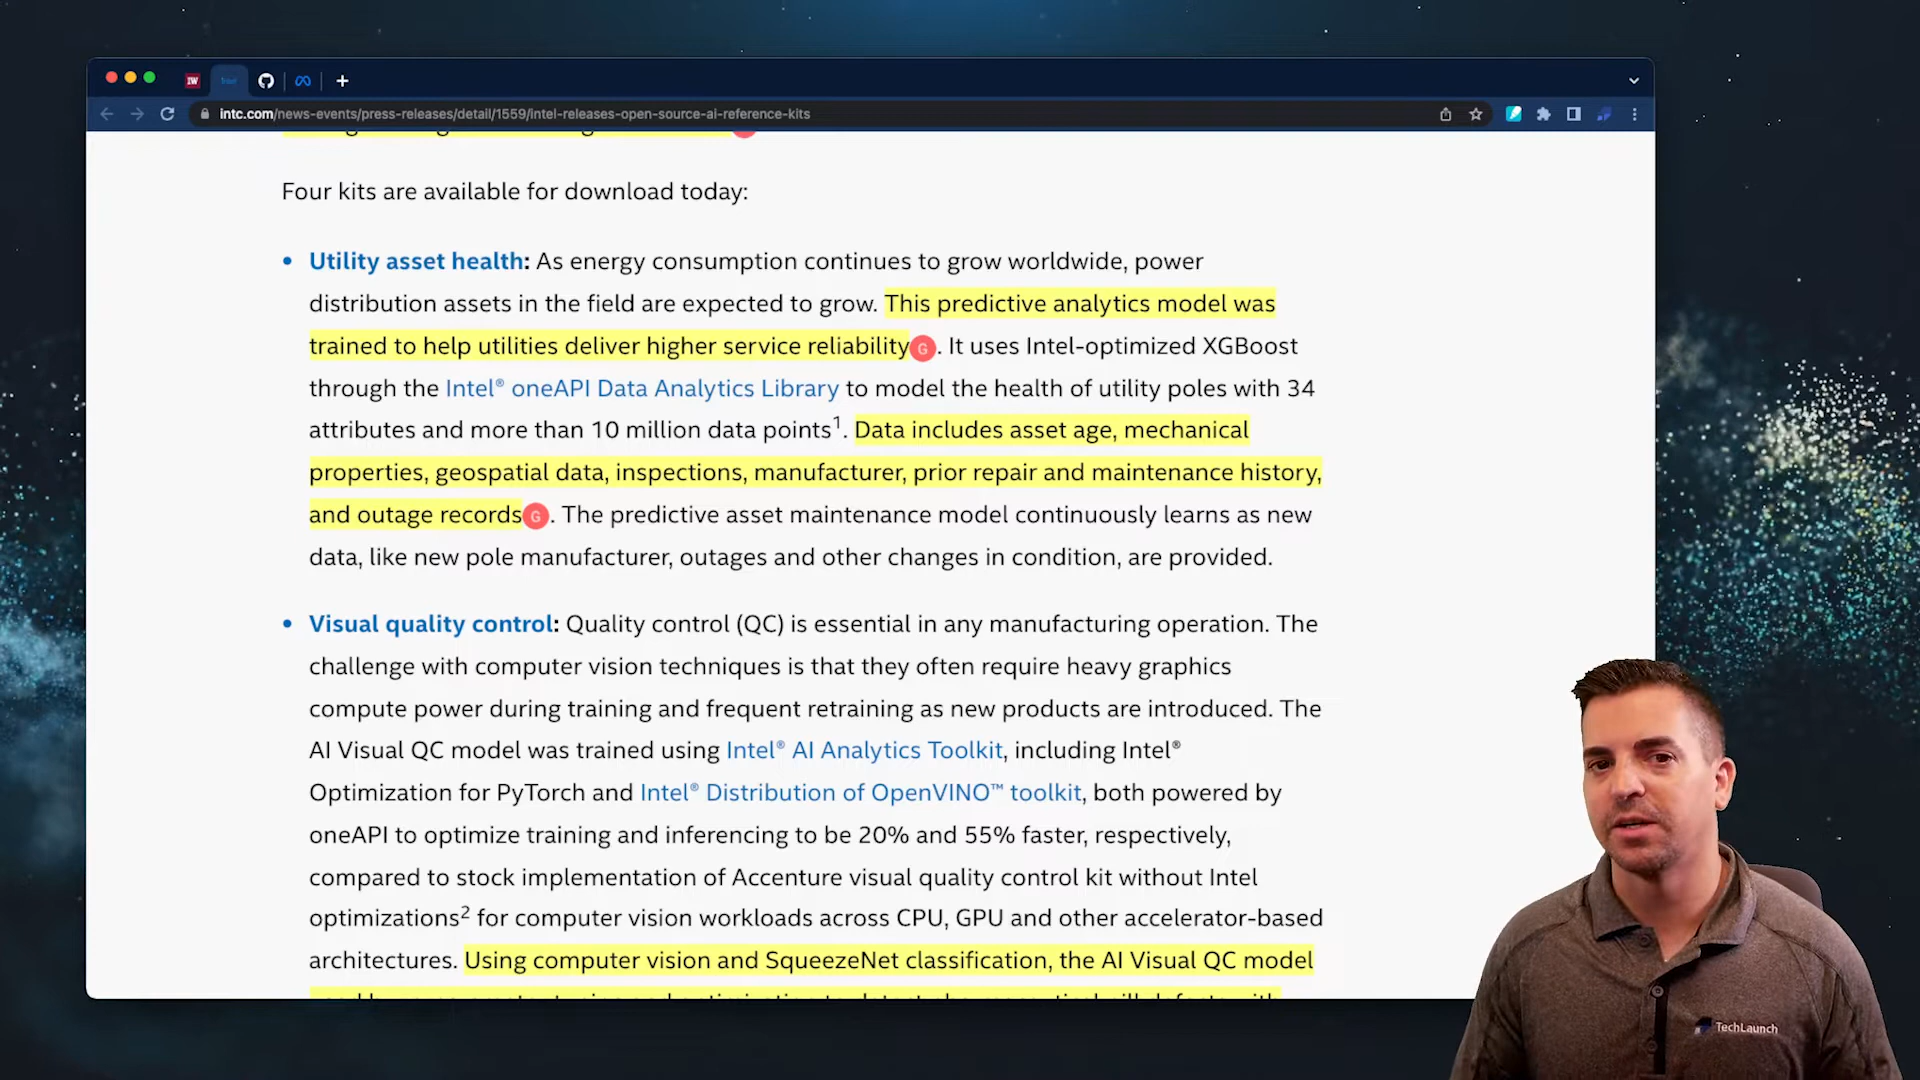 intc.com/news-events/press-releases/detail/1559/intel-releases-open-source-ai-reference-kits
Four kits are available for download today:
• Utility asset health: As energy consumption continues to grow worldwide, power
distribution assets in the field are expected to grow. This predictive analytics model was
trained to help utilities deliver higher service reliability G. It uses Intel-optimized XGBoost
through the Intel® oneAPI Data Analytics Library to model the health of utility poles with 34
attributes and more than 10 million data points¹. Data includes asset age, mechanical
properties, geospatial data, inspections, manufacturer, prior repair and maintenance history,
and outage records G. The predictive asset maintenance model continuously learns as new
data, like new pole manufacturer, outages and other changes in condition, are provided.
• Visual quality control: Quality control (QC) is essential in any manufacturing operation. The
challenge with computer vision techniques is that they often require heavy graphics
compute power during training and frequent retraining as new products are introduced. The
AI Visual QC model was trained using Intel® AI Analytics Toolkit, including Intel®
Optimization for PyTorch and Intel® Distribution of OpenVINO™ toolkit, both powered by
oneAPI to optimize training and inferencing to be 20% and 55% faster, respectively,
compared to stock implementation of Accenture visual quality control kit without Intel
optimizations² for computer vision workloads across CPU, GPU and other accelerator-based
architectures. Using computer vision and SqueezeNet classification, the AI Visual QC model
TechLaunch